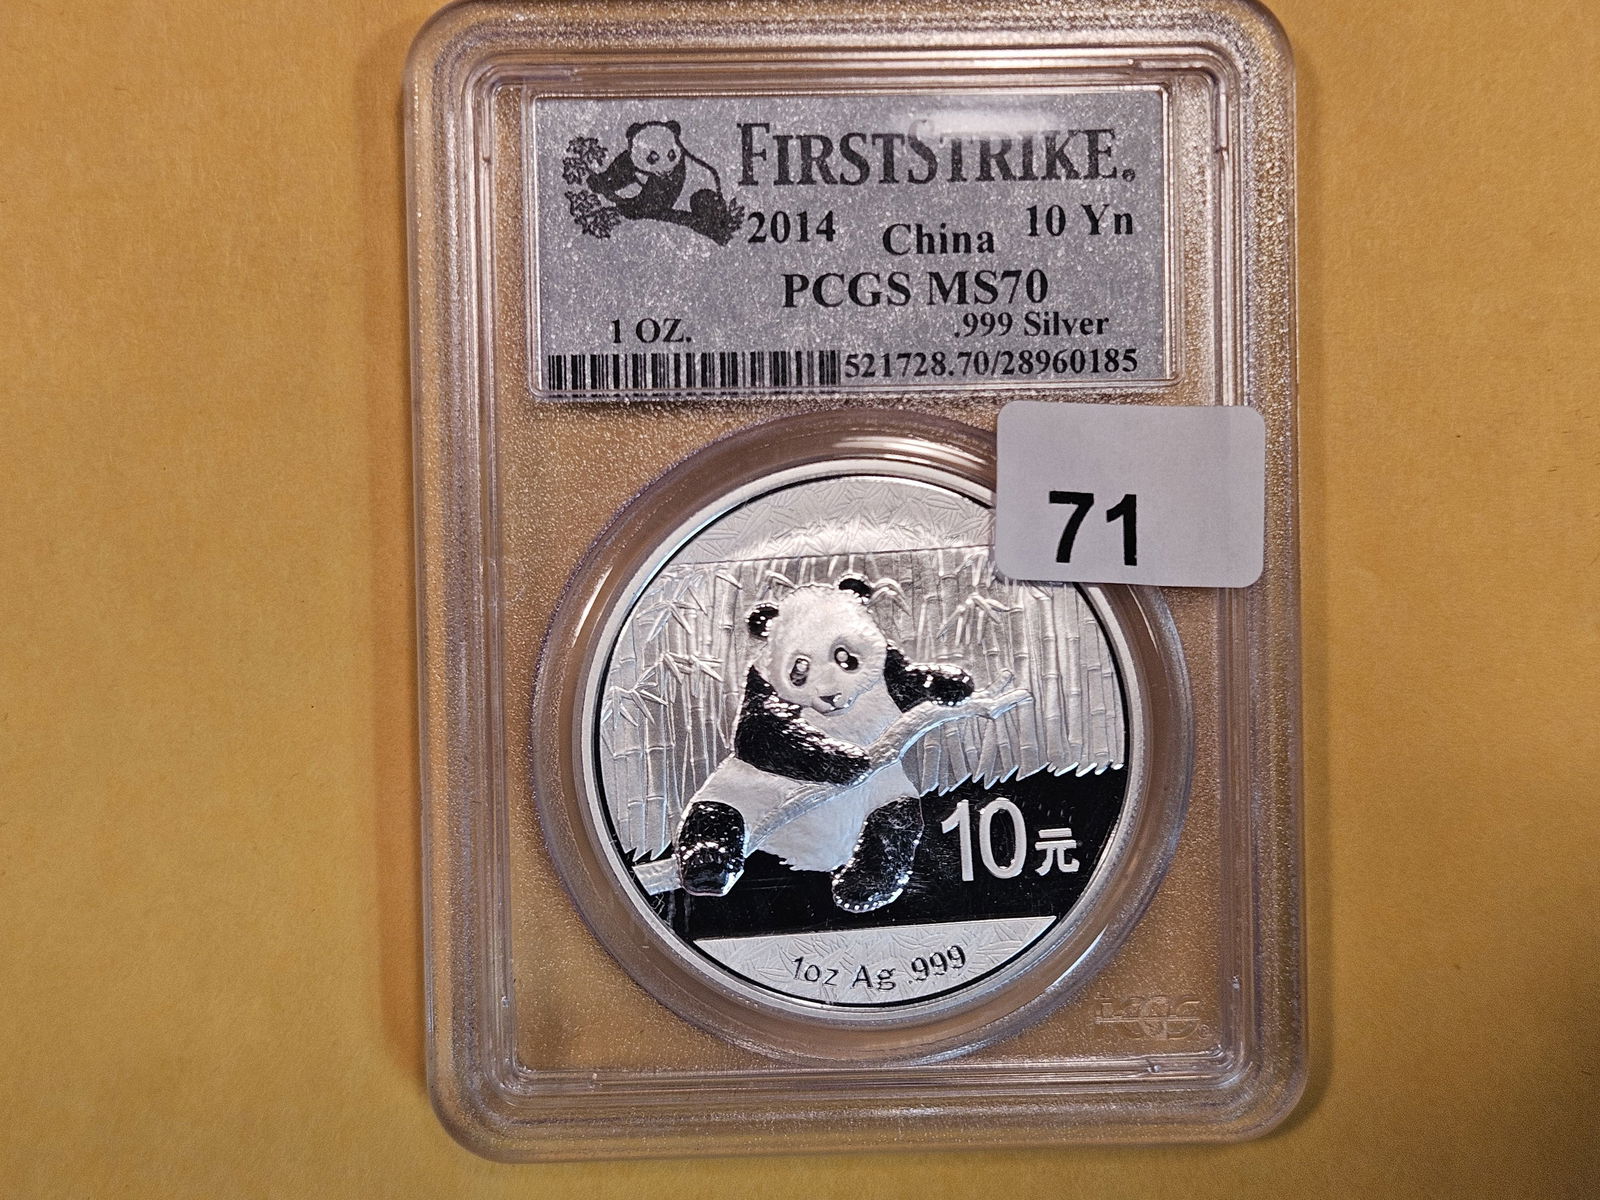 FIRSTSTRIKE®
2014 China 10 Yn
PCGS MS70
1 OZ. .999 Silver
521728.70/28960185
71
10元
1oz Ag .999
PCGS